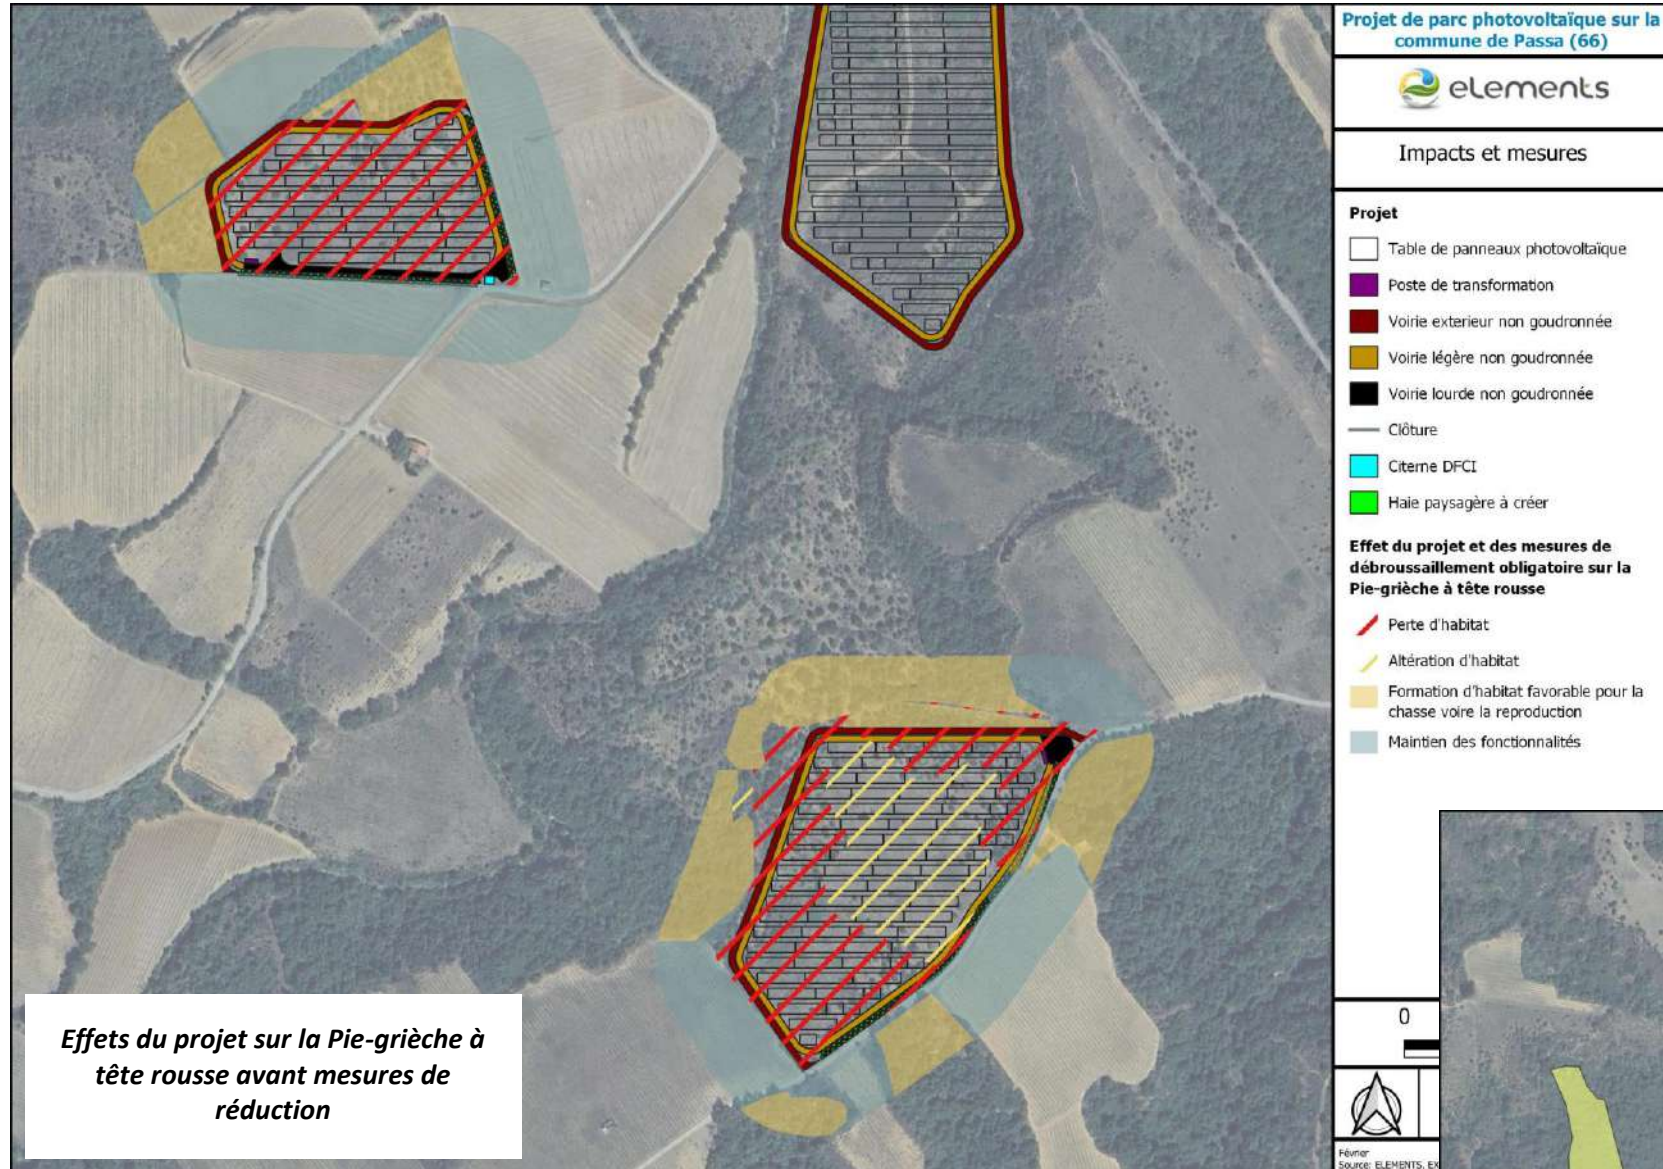 Projet de parc photovoltaïque sur la
commune de Passa (66)
elements
Impacts et mesures
Projet
Table de panneaux photovoltaïque
Poste de transformation
Voirie exterieur non goudronnée
Voirie légère non goudronnée
Voirie lourde non goudronnée
Clôture
Citerne DFCI
Haie paysagère à créer
Effet du projet et des mesures de
débroussaillement obligatoire sur la
Pie-grièche à tête rousse
Perte d'habitat
Altération d'habitat
Formation d'habitat favorable pour la
chasse voire la reproduction
Maintien des fonctionnalités
0
Février
Source: ELEMENTS, EX
Effets du projet sur la Pie-grièche à
tête rousse avant mesures de
réduction